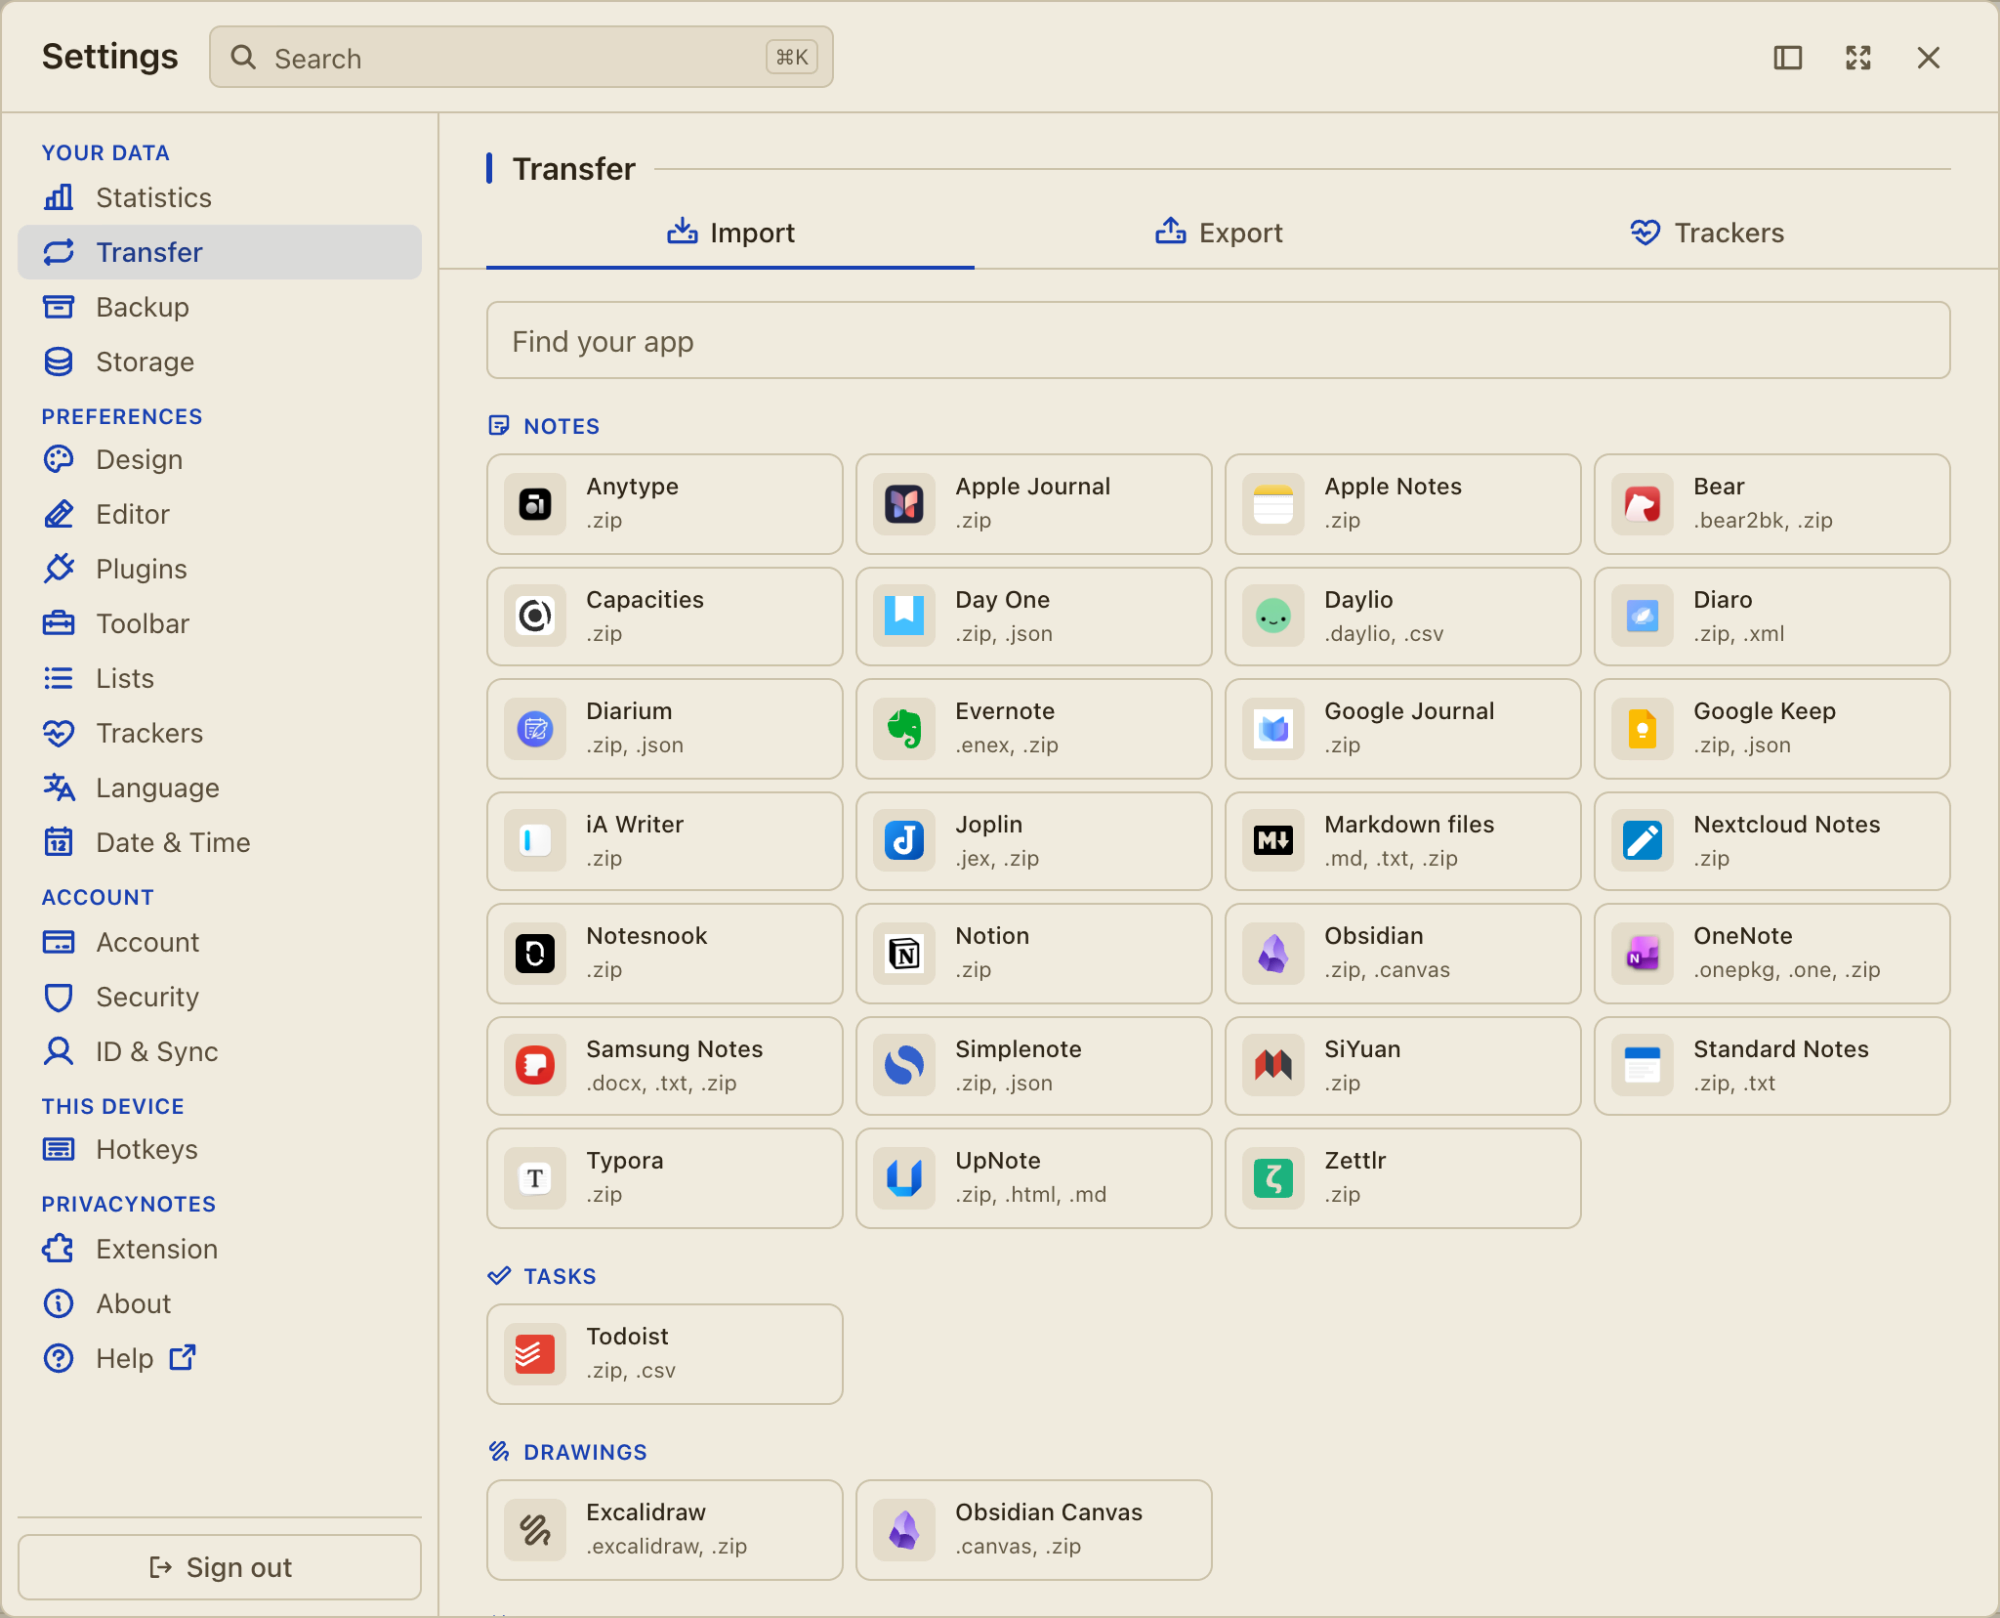 Settings
Search
⌘K
YOUR DATA
Statistics
Transfer
Backup
Storage
PREFERENCES
Design
Editor
Plugins
Toolbar
Lists
Trackers
Language
Date & Time
ACCOUNT
Account
Security
ID & Sync
THIS DEVICE
Hotkeys
PRIVACYNOTES
Extension
About
Help
Sign out
Transfer
Import
Export
Trackers
Find your app
NOTES
Anytype
.zip
Apple Journal
.zip
Apple Notes
.zip
Bear
.bear2bk, .zip
Capacities
.zip
Day One
.zip, .json
Daylio
.daylio, .csv
Diaro
.zip, .xml
Diarium
.zip, .json
Evernote
.enex, .zip
Google Journal
.zip
Google Keep
.zip, .json
iA Writer
.zip
Joplin
.jex, .zip
Markdown files
.md, .txt, .zip
Nextcloud Notes
.zip
Notesnook
.zip
Notion
.zip
Obsidian
.zip, .canvas
OneNote
.onepkg, .one, .zip
Samsung Notes
.docx, .txt, .zip
Simplenote
.zip, .json
SiYuan
.zip
Standard Notes
.zip, .txt
Typora
.zip
UpNote
.zip, .html, .md
Zettlr
.zip
TASKS
Todoist
.zip, .csv
DRAWINGS
Excalidraw
.excalidraw, .zip
Obsidian Canvas
.canvas, .zip